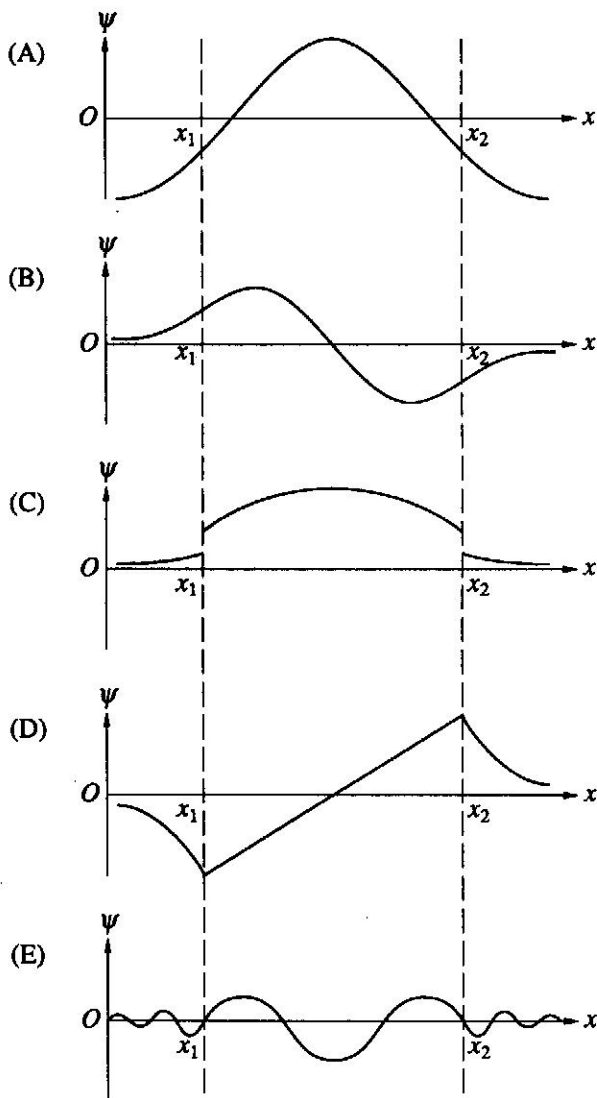 ψ
(A)
O x₁ x₂ x
ψ
(B)
O x₁ x₂ x
ψ
(C)
O x₁ x₂ x
ψ
(D)
O x₁ x₂ x
ψ
(E)
O x₁ x₂ x